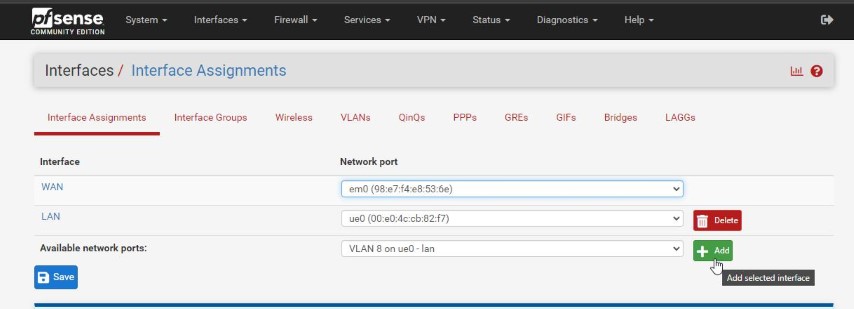 pfsense System Interfaces Firewall Services VPN Status Diagnostics Help
COMMUNITY EDITION
Interfaces / Interface Assignments
Interface Assignments Interface Groups Wireless VLANs QinQs PPPs GREs GIFs Bridges LAGGs
Interface Network port
WAN em0 (98:e7:f4:e8:53:6e)
LAN ue0 (00:e0:4c:cb:82:f7) Delete
Available network ports: VLAN 8 on ue0 - lan Add
Save Add selected interface